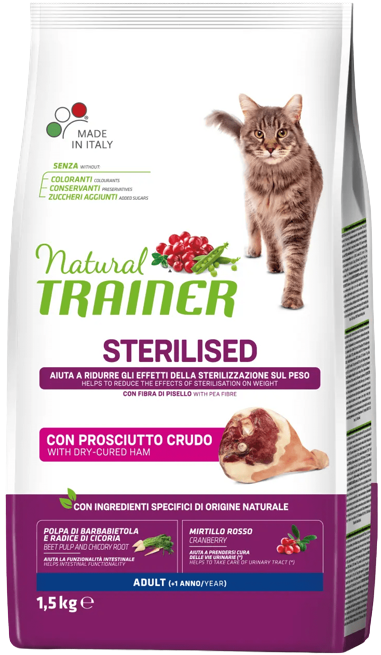 MADE
IN ITALY
SENZA WITHOUT
COLORANTI COLOURANTS
CONSERVANTI PRESERVATIVES
ZUCCHERI AGGIUNTI ADDED SUGARS
Natural
TRAINER
STERILISED
AIUTA A RIDURRE GLI EFFETTI DELLA STERILIZZAZIONE SUL PESO
HELPS TO REDUCE THE EFFECTS OF STERILISATION ON WEIGHT
CON FIBRA DI PISELLO WITH PEA FIBRE
CON PROSCIUTTO CRUDO
WITH DRY-CURED HAM
CON INGREDIENTI SPECIFICI DI ORIGINE NATURALE
POLPA DI BARBABIETOLA
E RADICE DI CICORIA
BEET PULP AND CHICORY ROOT
AIUTA LA FUNZIONALITÀ INTESTINALE
HELPS INTESTINAL FUNCTIONALITY
MIRTILLO ROSSO
CRANBERRY
AIUTA A PRENDERSI CURA
DELLE VIE URINARIE (*)
HELPS TO TAKE CARE OF URINARY TRACT (*)
ADULT (+1 ANNO/YEAR)
1,5 kg ℮